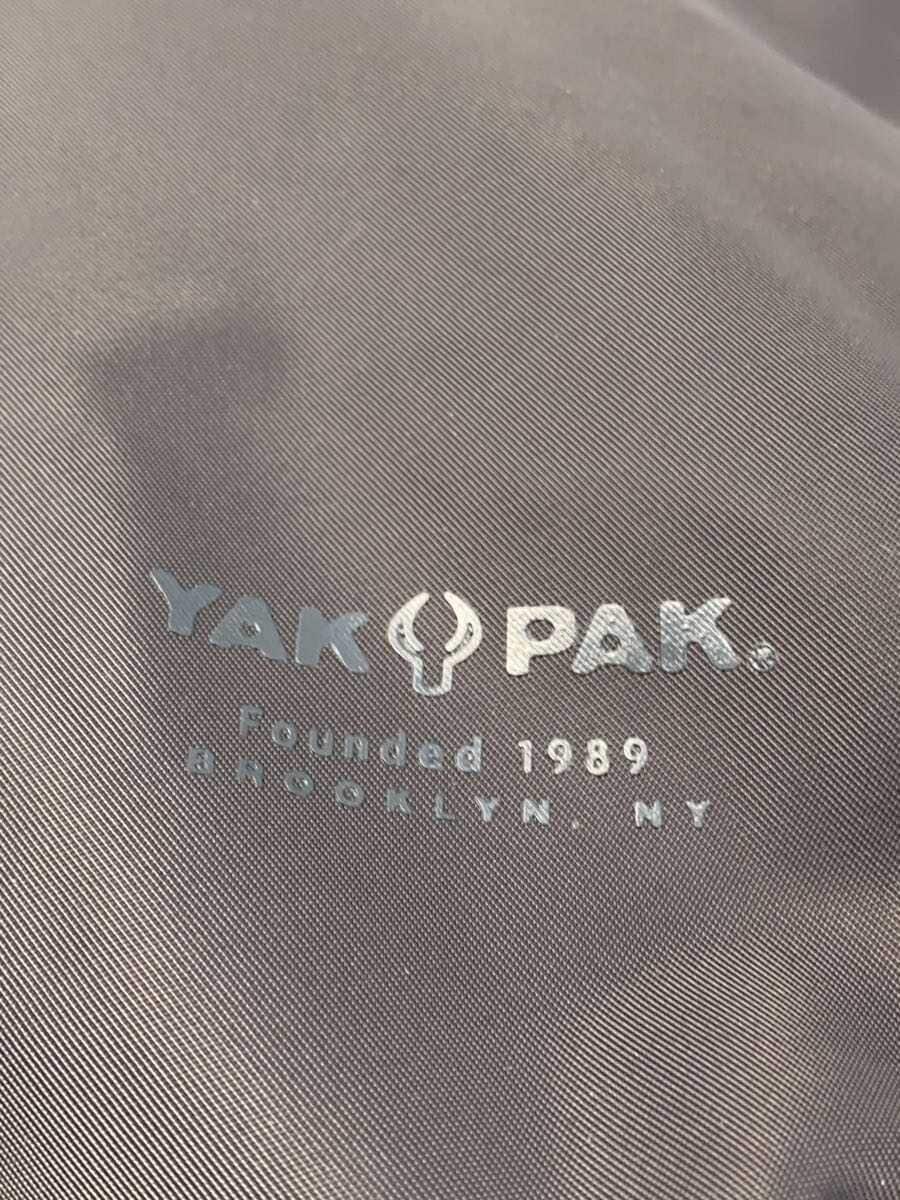 YAK PAK®
Founded 1989
BROOKLYN, NY